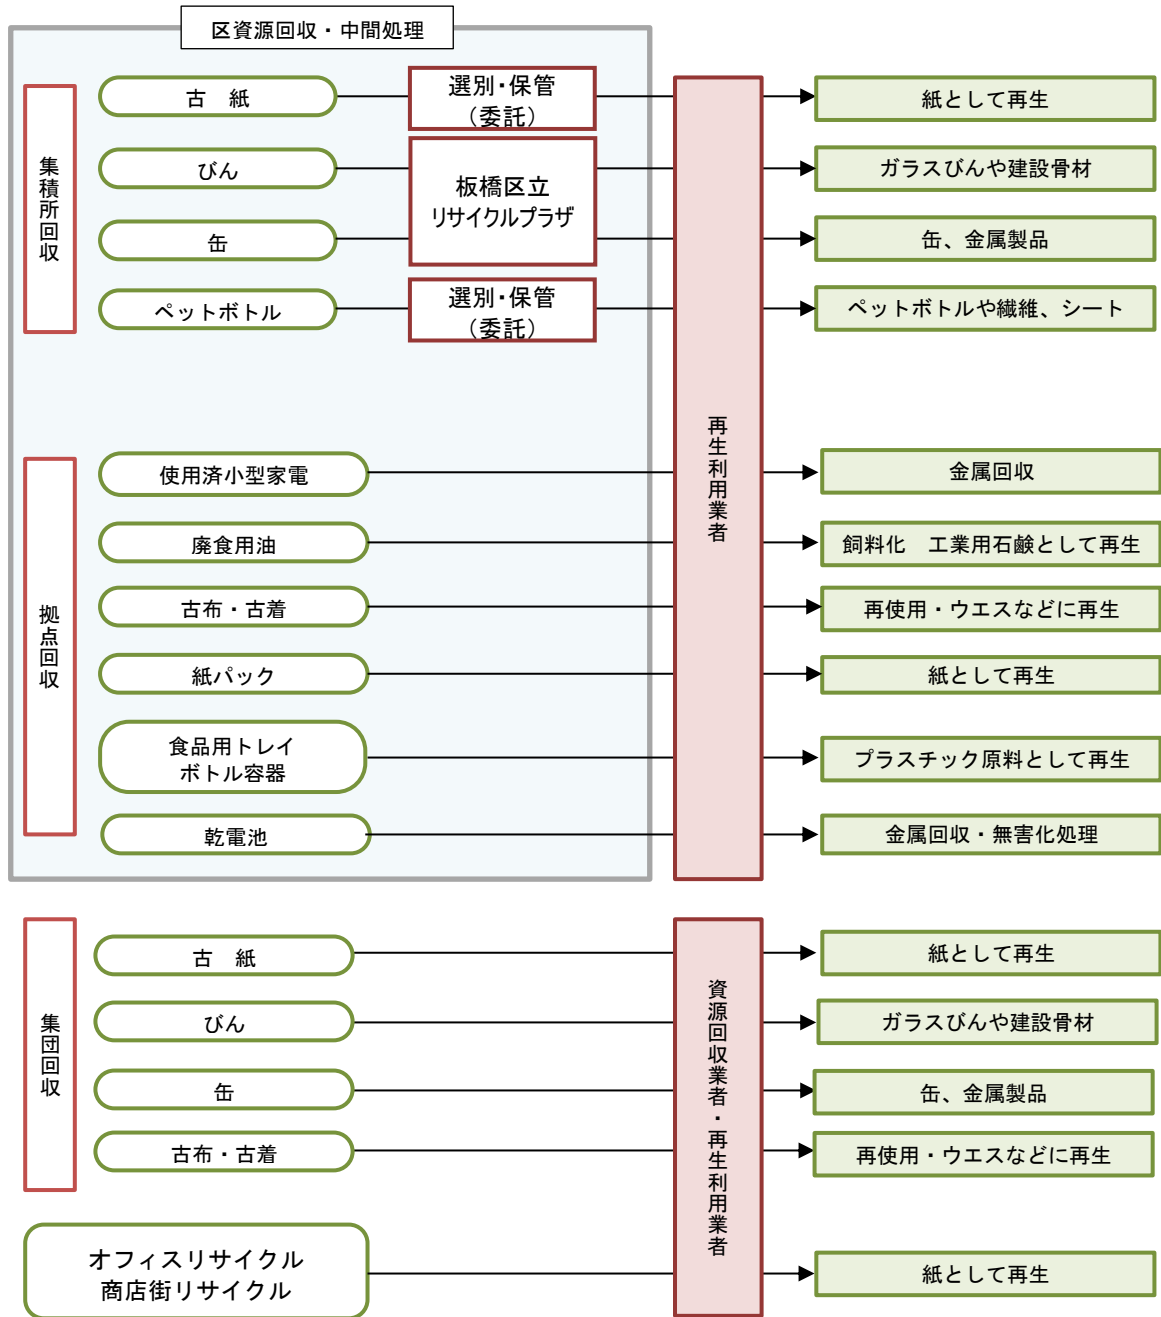 区資源回収・中間処理
集積所回収
古　紙
選別・保管
（委託）
紙として再生
びん
板橋区立
リサイクルプラザ
ガラスびんや建設骨材
缶
缶、金属製品
ペットボトル
選別・保管
（委託）
ペットボトルや繊維、シート
再生利用業者
拠点回収
使用済小型家電
金属回収
廃食用油
飼料化　工業用石鹸として再生
古布・古着
再使用・ウエスなどに再生
紙パック
紙として再生
食品用トレイ
ボトル容器
プラスチック原料として再生
乾電池
金属回収・無害化処理
集団回収
古　紙
紙として再生
資源回収業者・再生利用業者
びん
ガラスびんや建設骨材
缶
缶、金属製品
古布・古着
再使用・ウエスなどに再生
オフィスリサイクル
商店街リサイクル
紙として再生